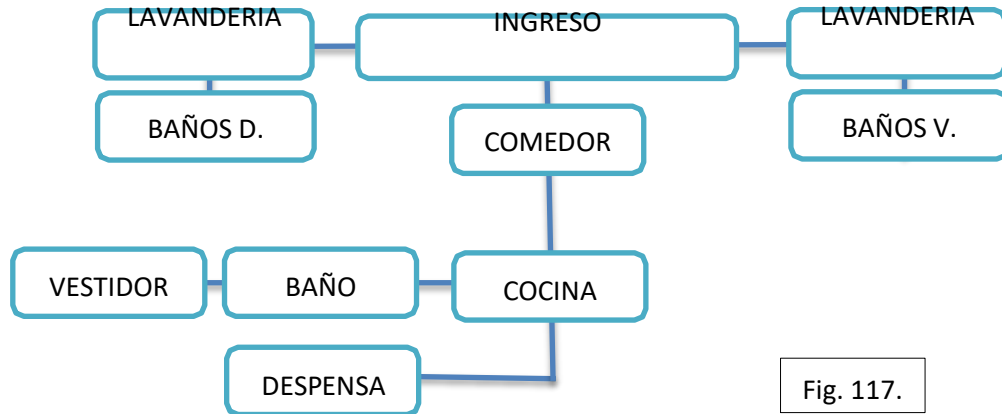 LAVANDERIA
INGRESO
LAVANDERIA
BAÑOS D.
COMEDOR
BAÑOS V.
VESTIDOR
BAÑO
COCINA
DESPENSA
Fig. 117.